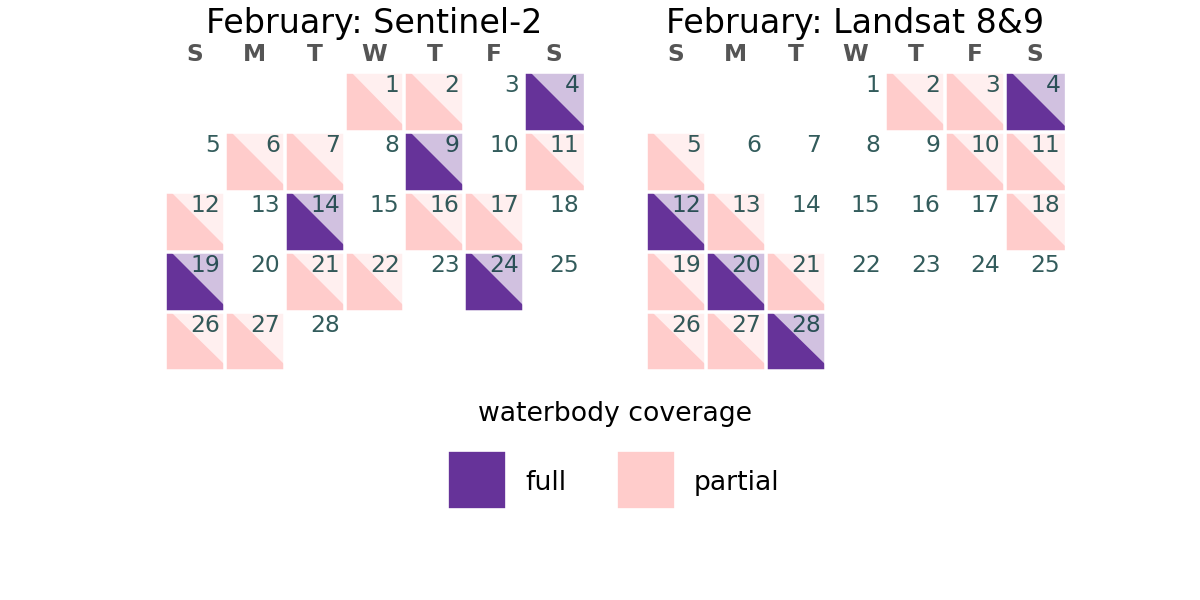 February: Sentinel-2
S M T W T F S
1 2 3 4
5 6 7 8 9 10 11
12 13 14 15 16 17 18
19 20 21 22 23 24 25
26 27 28
February: Landsat 8&9
S M T W T F S
1 2 3 4
5 6 7 8 9 10 11
12 13 14 15 16 17 18
19 20 21 22 23 24 25
26 27 28
waterbody coverage
full partial